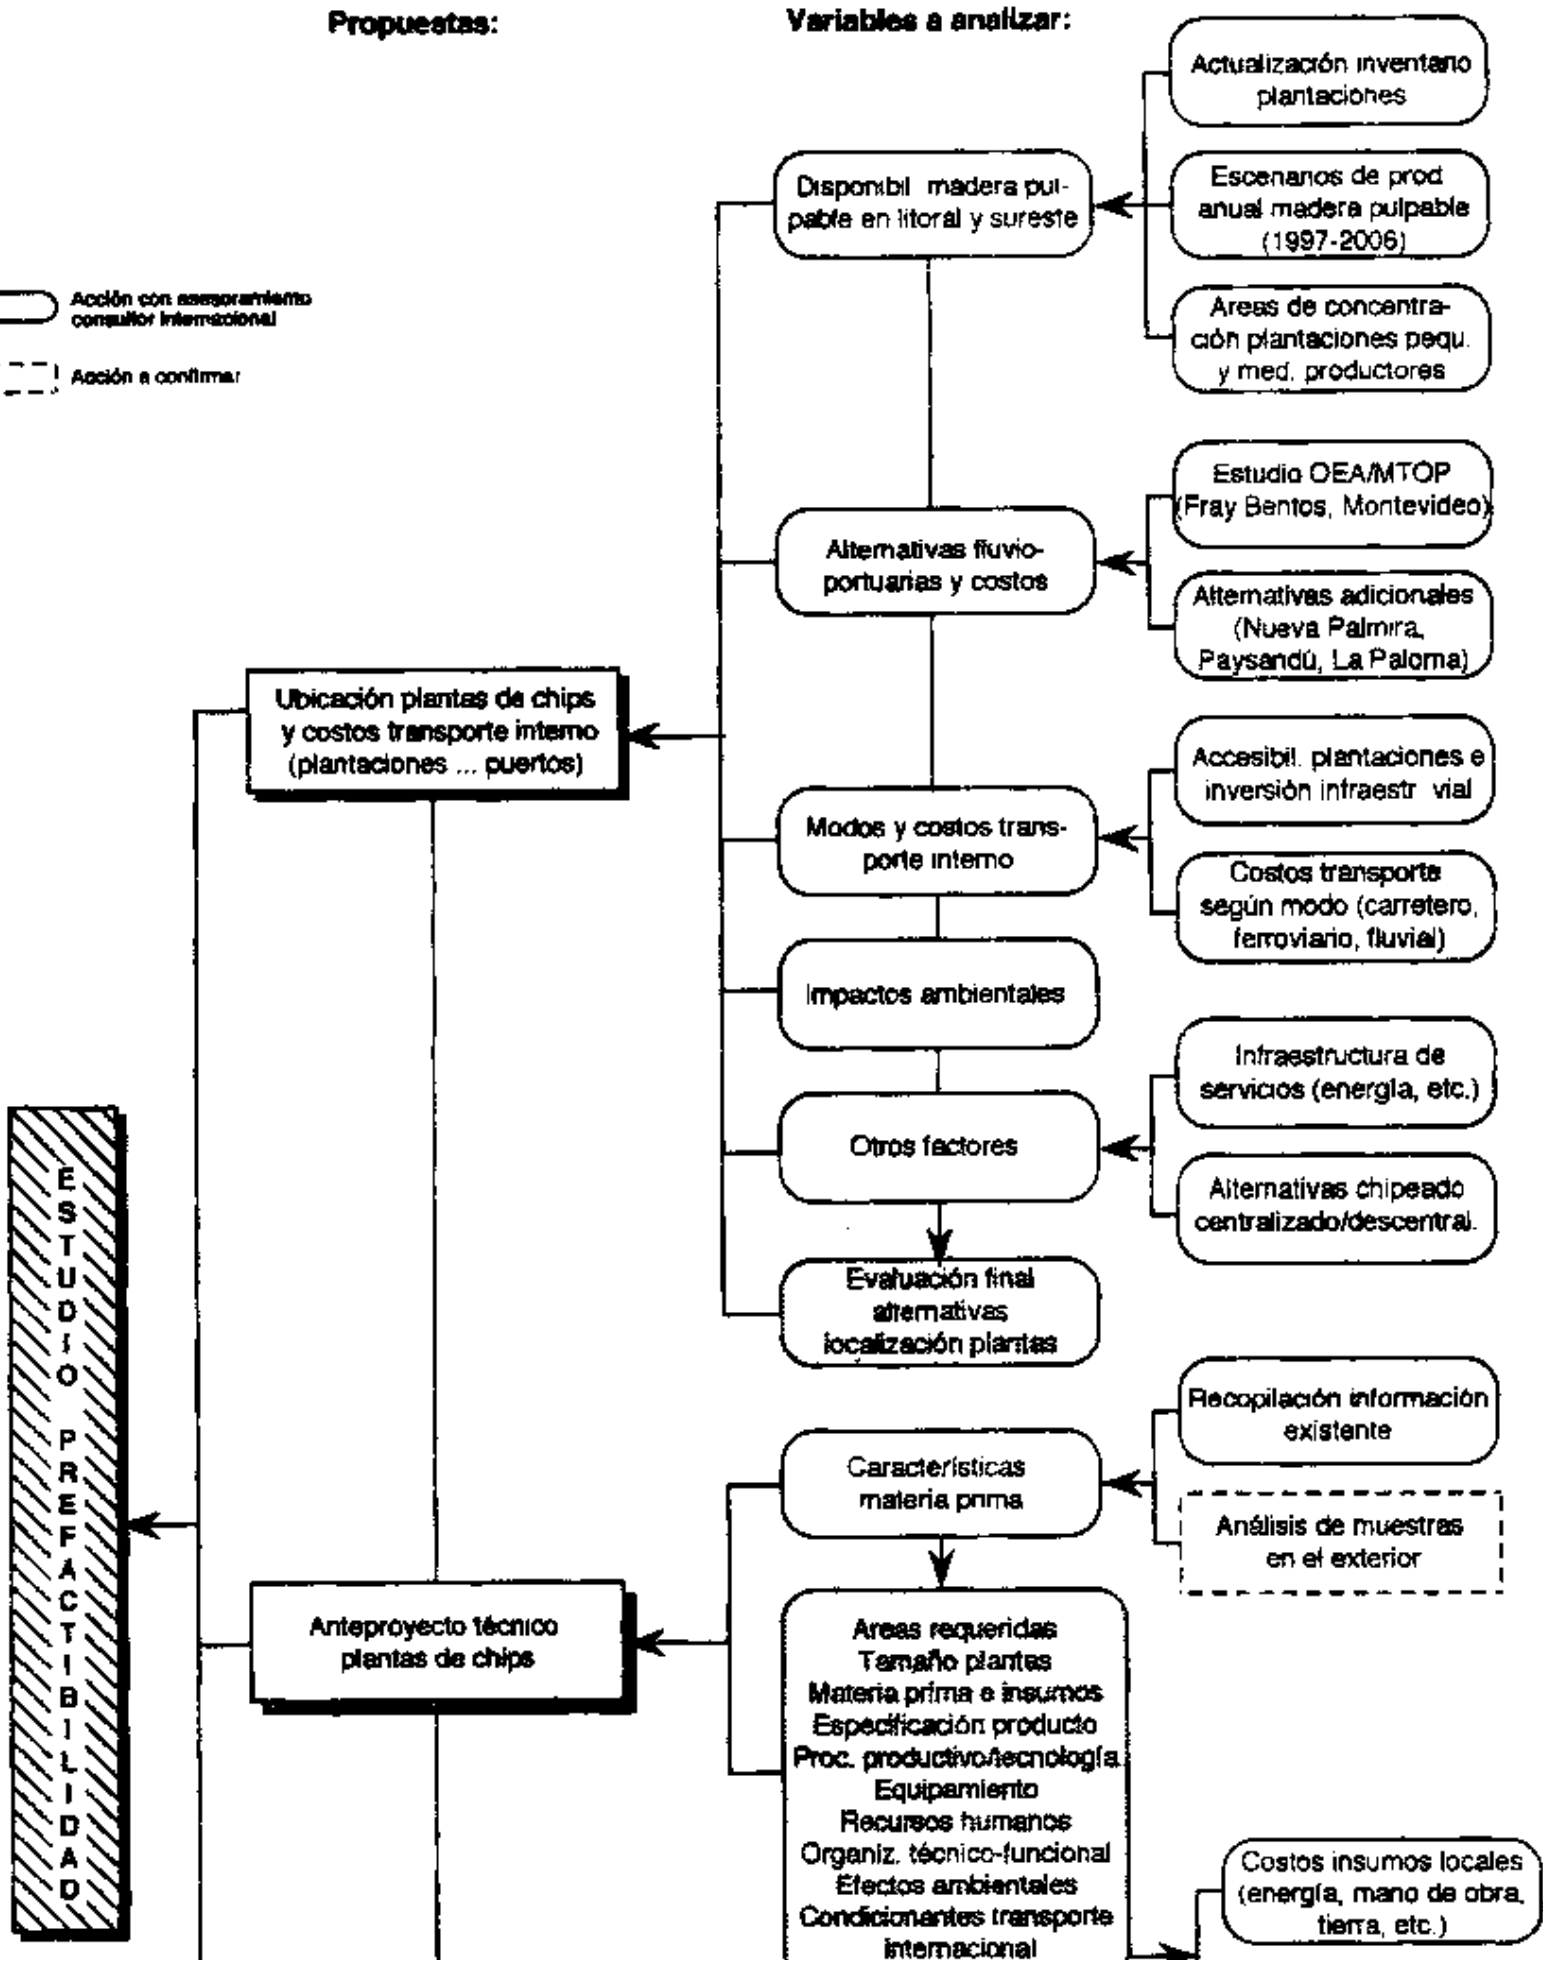 Propuestas:
Variables a analizar:
Acción con asesoramiento
consultor internacional
Acción a confirmar
Actualización inventario
plantaciones
Disponibil. madera pul-
pable en litoral y sureste
Escenarios de prod.
anual madera pulpable
(1997-2006)
Areas de concentra-
ción plantaciones pequ.
y med. productores
Estudio OEA/MTOP
(Fray Bentos, Montevideo)
Alternativas fluvio-
portuarias y costos
Alternativas adicionales
(Nueva Palmira,
Paysandú, La Paloma)
Ubicación plantas de chips
y costos transporte interno
(plantaciones ... puertos)
Accesibil. plantaciones e
inversión infraestr. vial
Modos y costos trans-
porte interno
Costos transporte
según modo (carretero,
ferroviario, fluvial)
Impactos ambientales
Infraestructura de
servicios (energía, etc.)
Otros factores
Alternativas chipeado
centralizado/descentral.
Evaluación final
alternativas
localización plantas
ESTUDIO PREFACTIBILIDAD
Recopilación información
existente
Características
materia prima
Análisis de muestras
en el exterior
Anteproyecto técnico
plantas de chips
Areas requeridas
Tamaño plantas
Materia prima e insumos
Especificación producto
Proc. productivo/tecnología
Equipamiento
Recursos humanos
Organiz. técnico-funcional
Efectos ambientales
Condicionantes transporte
internacional
Costos insumos locales
(energía, mano de obra,
tierra, etc.)